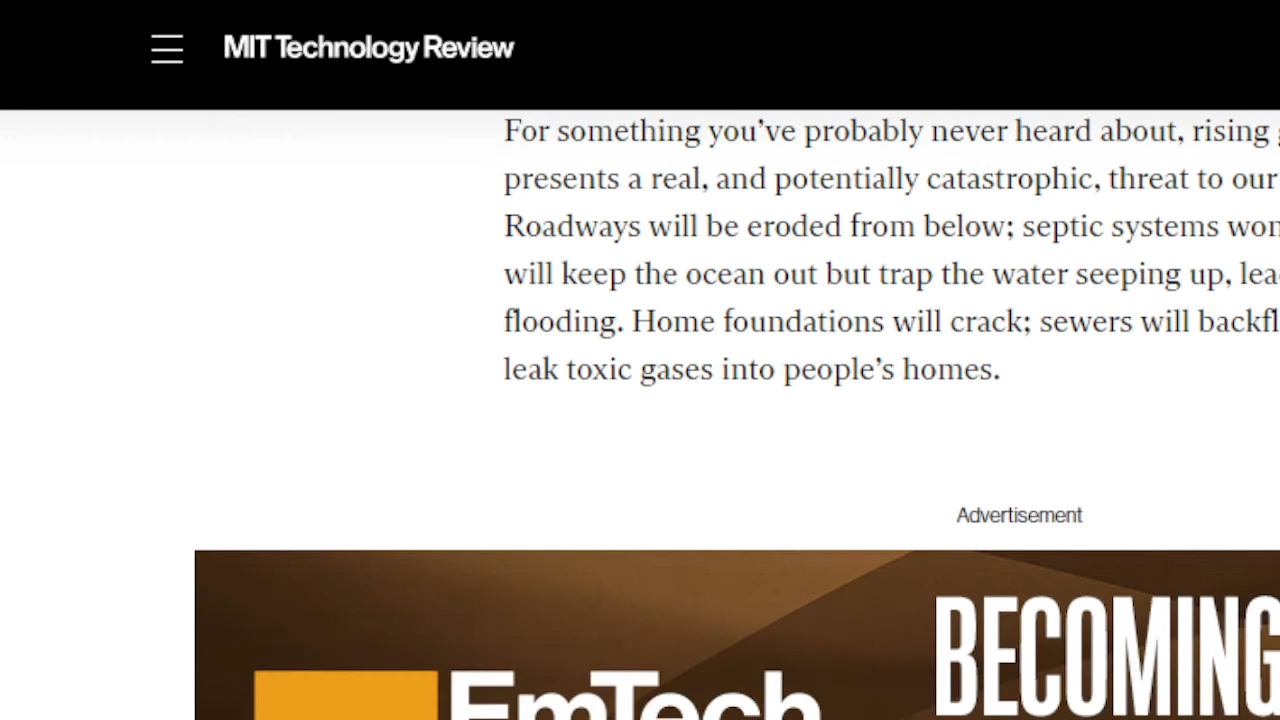 MIT Technology Review
For something you’ve probably never heard about, rising
presents a real, and potentially catastrophic, threat to our
Roadways will be eroded from below; septic systems won
will keep the ocean out but trap the water seeping up, lea
flooding. Home foundations will crack; sewers will backfl
leak toxic gases into people’s homes.
Advertisement
BECOMING
EmTech